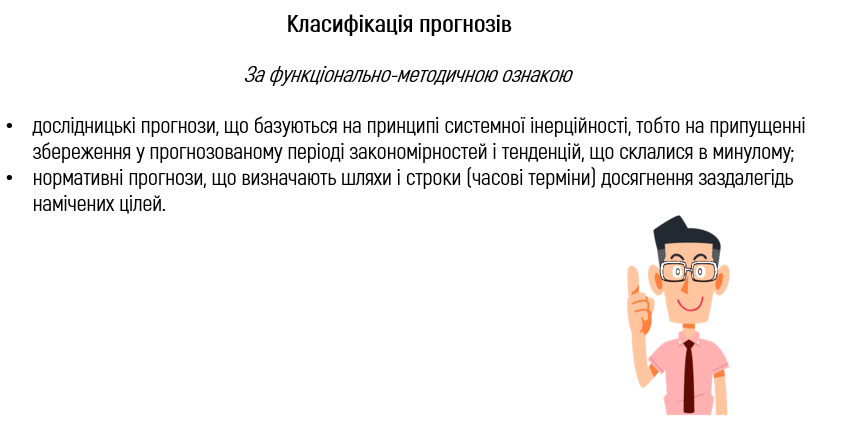 Класифікація прогнозів
За функціонально-методичною ознакою
• дослідницькі прогнози, що базуються на принципі системної інерційності, тобто на припущенні
збереження у прогнозованому періоді закономірностей і тенденцій, що склалися в минулому;
• нормативні прогнози, що визначають шляхи і строки (часові терміни) досягнення заздалегідь
намічених цілей.